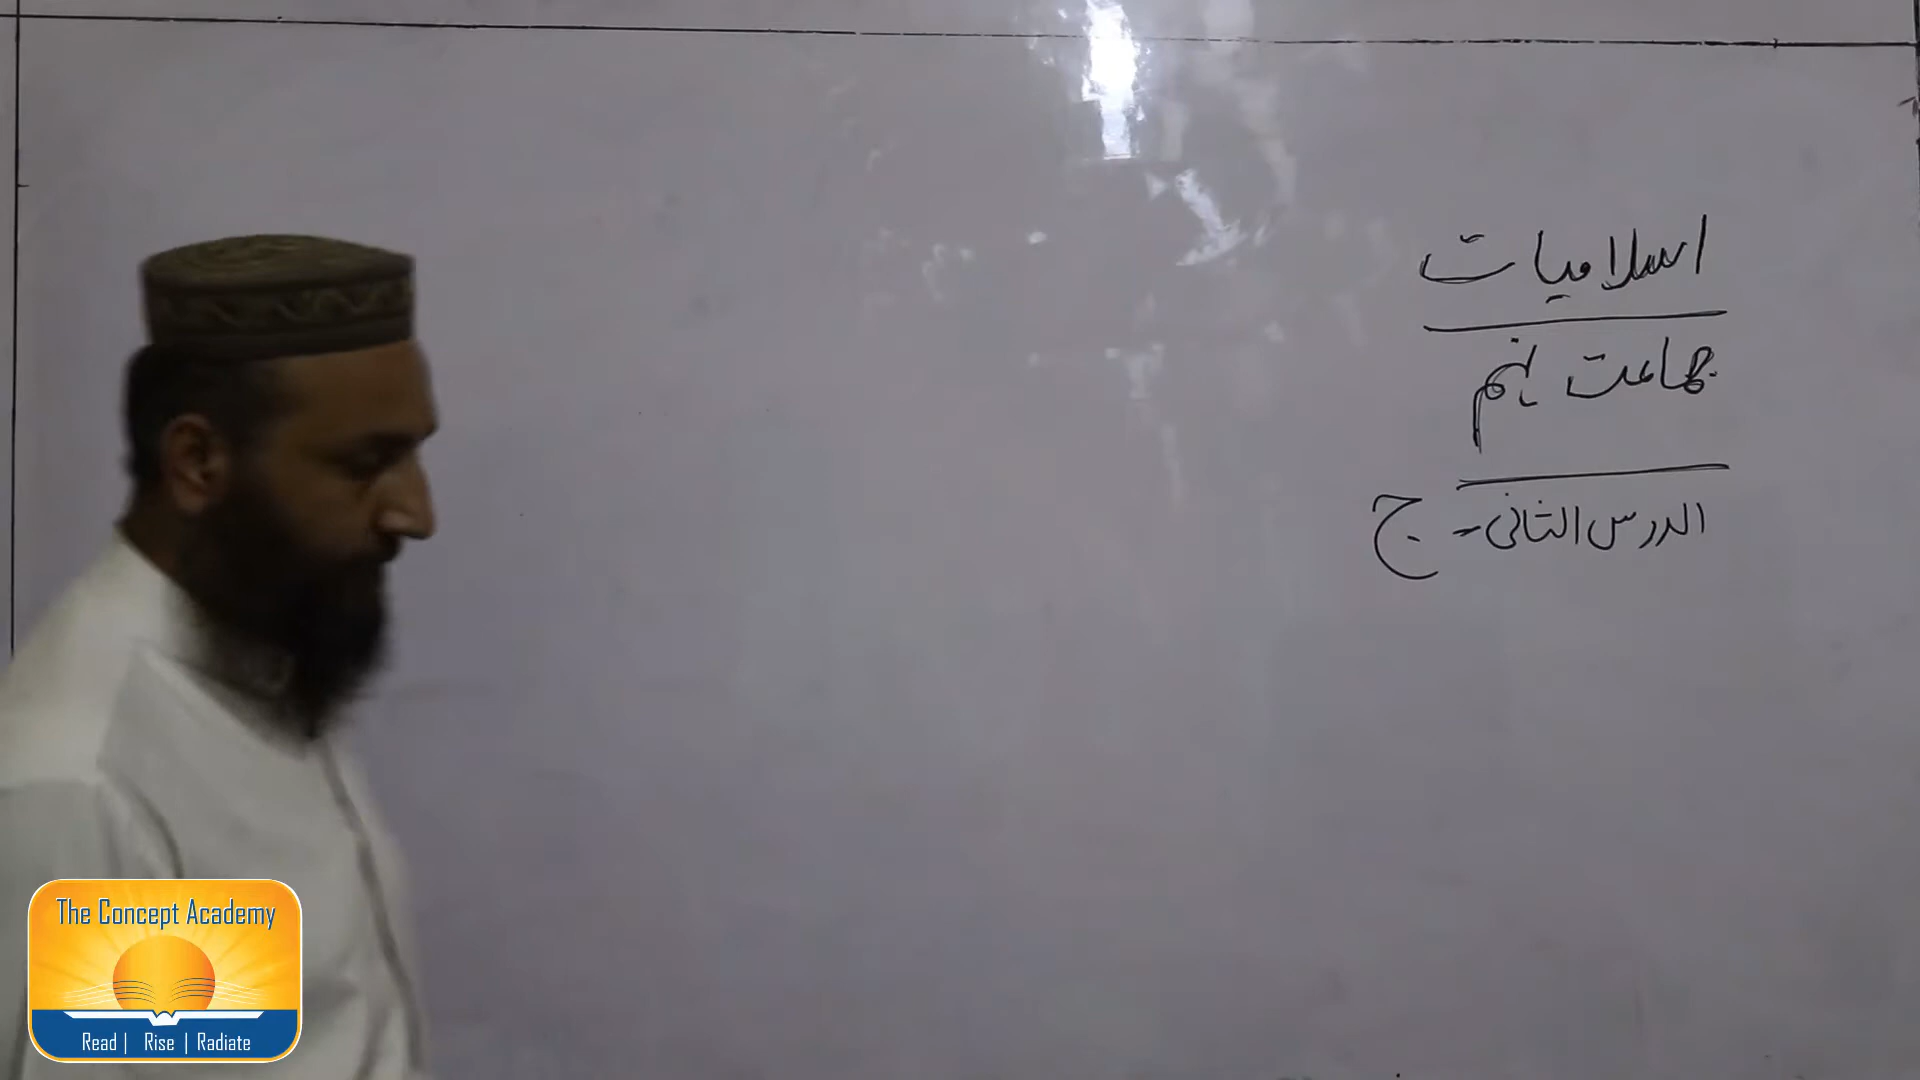 اسلامیات
جماعت نہم
الدرس الثانی - ج
The Concept Academy
Read | Rise | Radiate